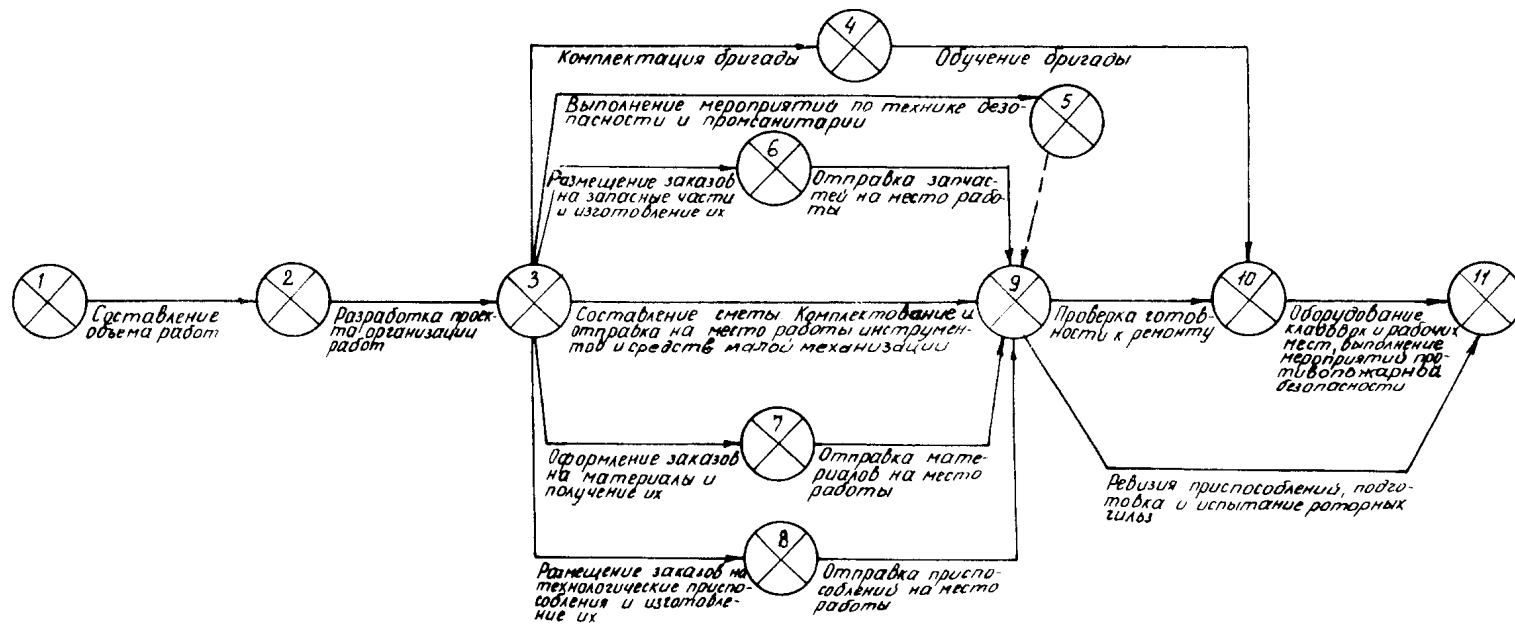 4
Комплектация бригады
Обучение бригады
5
Выполнение мероприятий по технике безо-
пасности и промсанитарии
6
Размещение заказов
на запасные части
и изготовление их
Отправка запчас-
тей на место рабо-
ты
1
Составление
объема работ
2
Разработка проек-
та организации
работ
3
Составление сметы Комплектование и
отправка на место работы инструмен-
тов и средств малой механизации
9
Проверка готов-
ности к ремонту
10
Оборудование
кладовок и рабочих
мест, выполнение
мероприятий про-
тивопожарной
безопасности
11
7
Оформление заказов
на материалы и
получение их
Отправка мате-
риалов на место
работы
Ревизия приспособлений, подго-
товка и испытание роторных
гильз
8
Размещение заказов на
технологические приспо-
собления и изготовле-
ние их
Отправка приспо-
соблений на место
работы